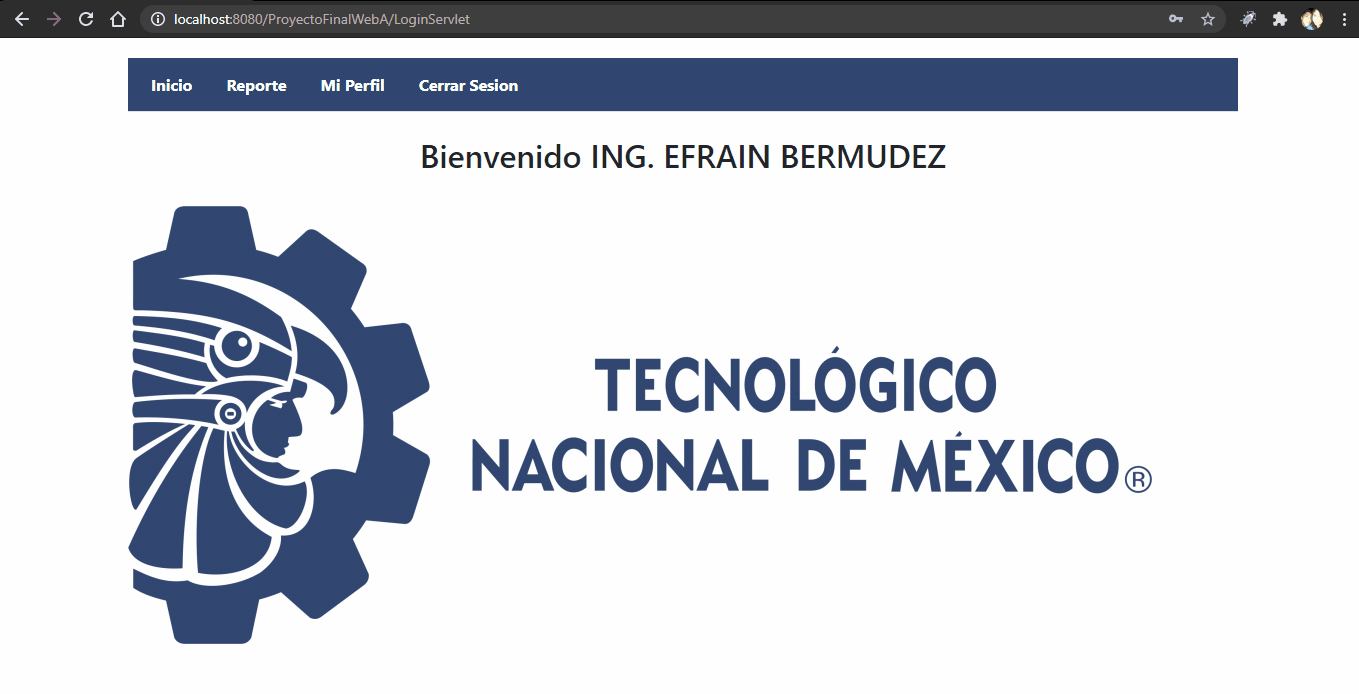 localhost:8080/ProyectoFinalWebA/LoginServlet
Inicio Reporte Mi Perfil Cerrar Sesion
Bienvenido ING. EFRAIN BERMUDEZ
TECNOLÓGICO
NACIONAL DE MÉXICO®